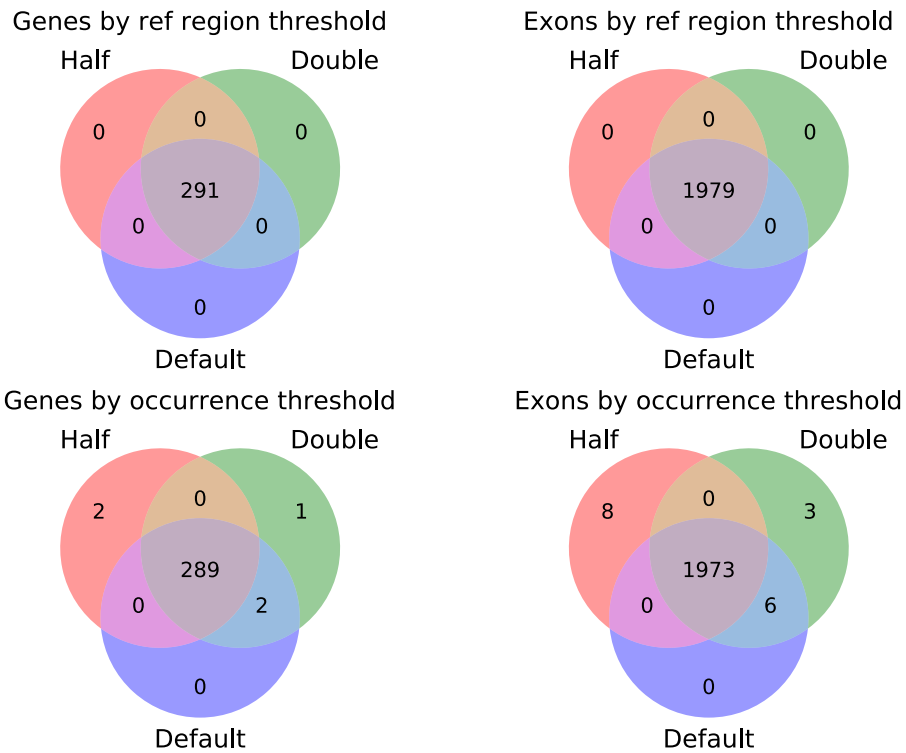 Genes by ref region threshold
Half Double
0 0 0
291
0 0
0
Default
Exons by ref region threshold
Half Double
0 0 0
1979
0 0
0
Default
Genes by occurrence threshold
Half Double
2 0 1
289
0 2
0
Default
Exons by occurrence threshold
Half Double
8 0 3
1973
0 6
0
Default